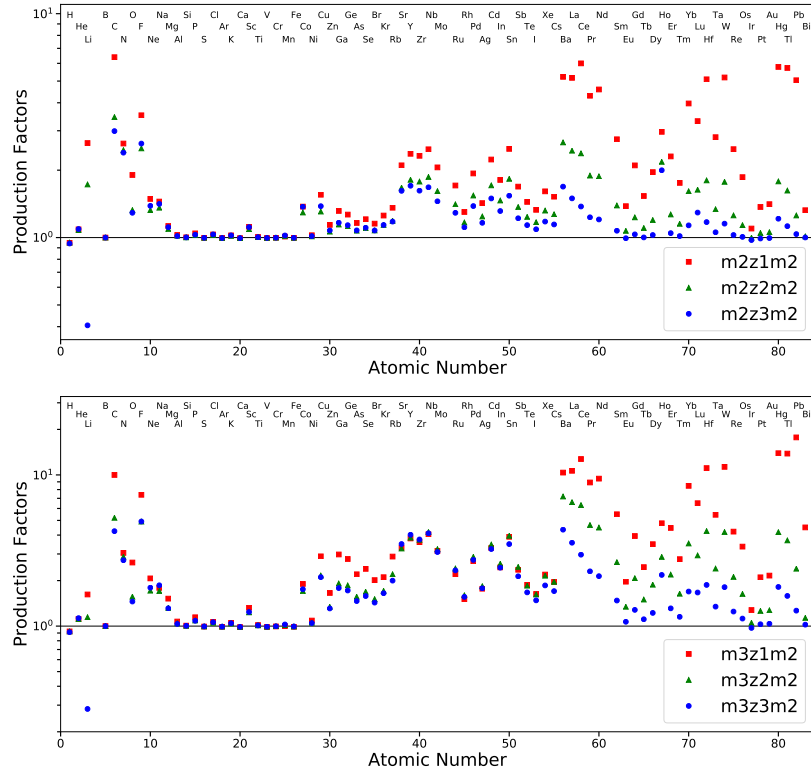 H B O Na Si Cl Ca V Fe Cu Ge Br Sr Nb Rh Cd Sb Xe La Nd Gd Ho Yb Ta Os Au Pb
He C F Mg P Ar Sc Cr Co Zn As Kr Y Mo Pd In Te Cs Ce Sm Tb Er Lu W Ir Hg Bi
Li N Ne Al S K Ti Mn Ni Ga Se Rb Zr Ru Ag Sn I Ba Pr Eu Dy Tm Hf Re Pt Tl
10¹
10⁰
Production Factors
m2z1m2
m2z2m2
m2z3m2
0 10 20 30 40 50 60 70 80
Atomic Number
H B O Na Si Cl Ca V Fe Cu Ge Br Sr Nb Rh Cd Sb Xe La Nd Gd Ho Yb Ta Os Au Pb
He C F Mg P Ar Sc Cr Co Zn As Kr Y Mo Pd In Te Cs Ce Sm Tb Er Lu W Ir Hg Bi
Li N Ne Al S K Ti Mn Ni Ga Se Rb Zr Ru Ag Sn I Ba Pr Eu Dy Tm Hf Re Pt Tl
10¹
10⁰
Production Factors
m3z1m2
m3z2m2
m3z3m2
0 10 20 30 40 50 60 70 80
Atomic Number